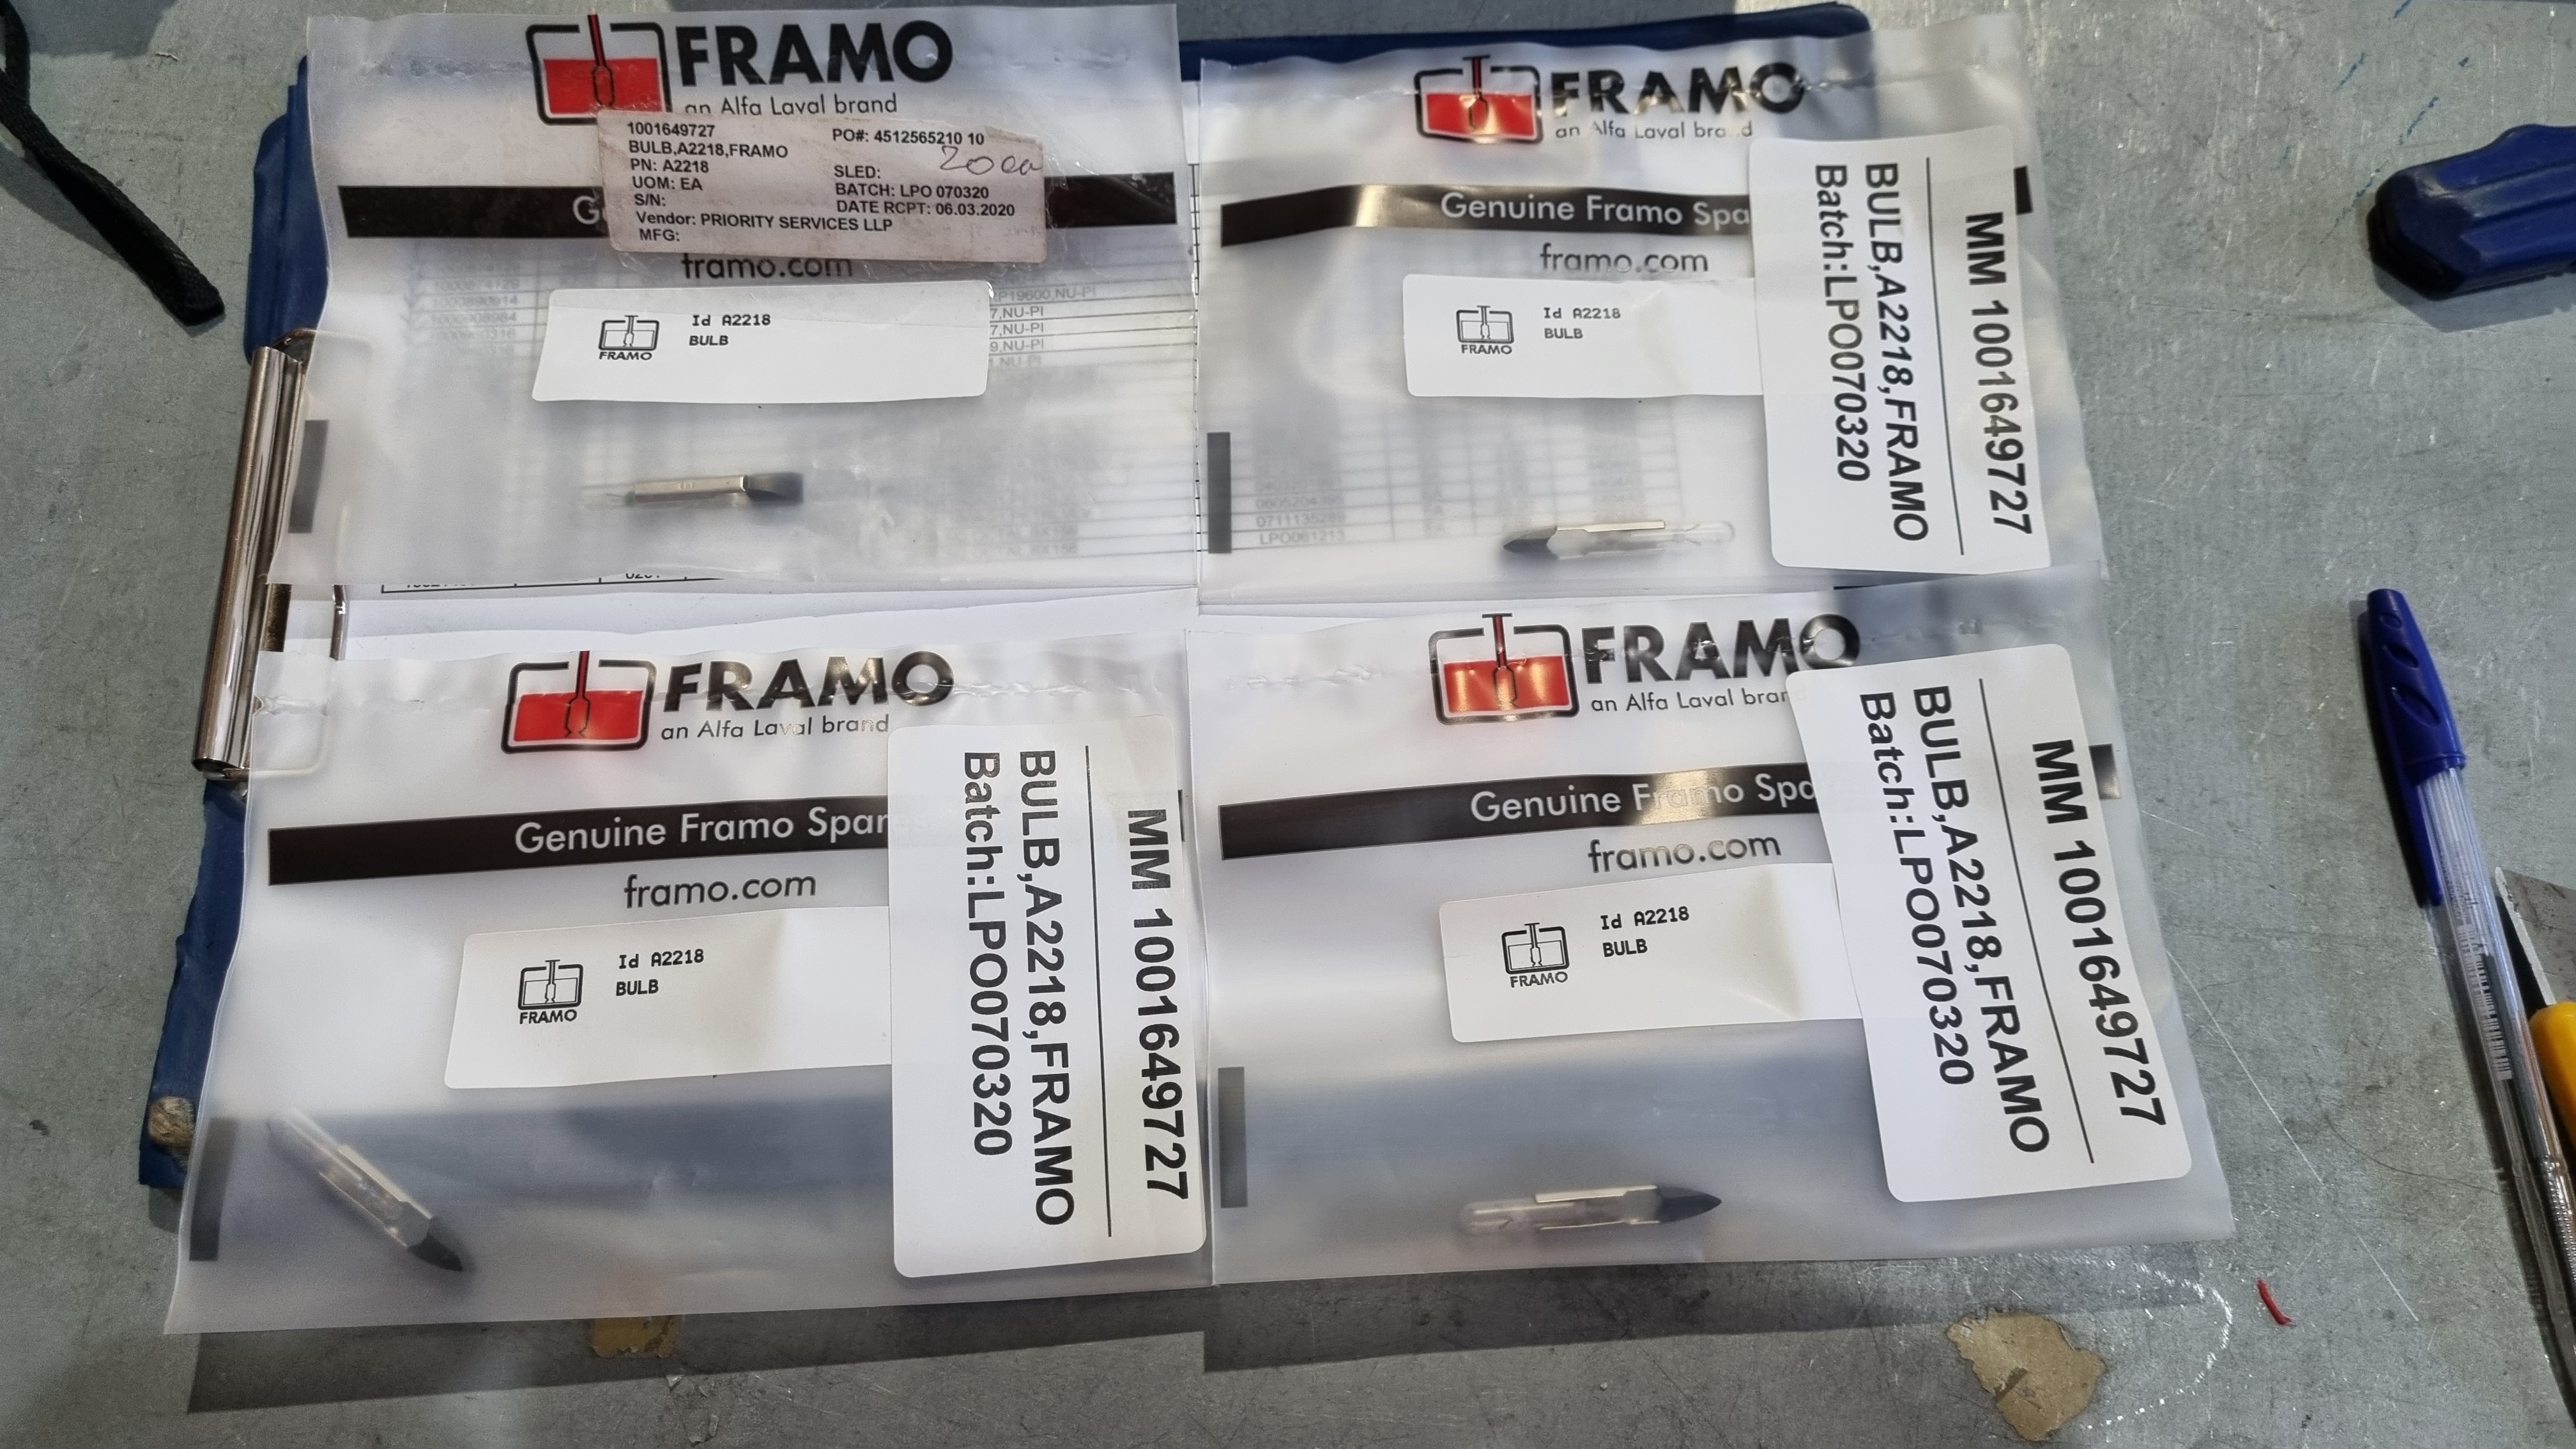 FRAMO
an Alfa Laval brand
Genuine Framo Spar
framo.com
FRAMO
Id A2218
BULB
MM 1001649727
BULB,A2218,FRAMO
Batch:LPO070320
FRAMO
an Alfa Laval brand
framo.com
1001649727
BULB,A2218,FRAMO
PN: A2218
UOM: EA
S/N:
Vendor: PRIORITY SERVICES LLP
MFG:
PO#: 4512565210 10
SLED:
BATCH: LPO 070320
DATE RCPT: 06.03.2020
FRAMO
Id A2218
BULB
FRAMO
an Alfa Laval brand
Genuine Framo Spa
framo.com
FRAMO
Id A2218
BULB
MM 1001649727
BULB,A2218,FRAMO
Batch:LPO070320
FRAMO
an Alfa Laval brand
Genuine Framo Spa
framo.com
FRAMO
Id A2218
BULB
MM 1001649727
BULB,A2218,FRAMO
Batch:LPO070320